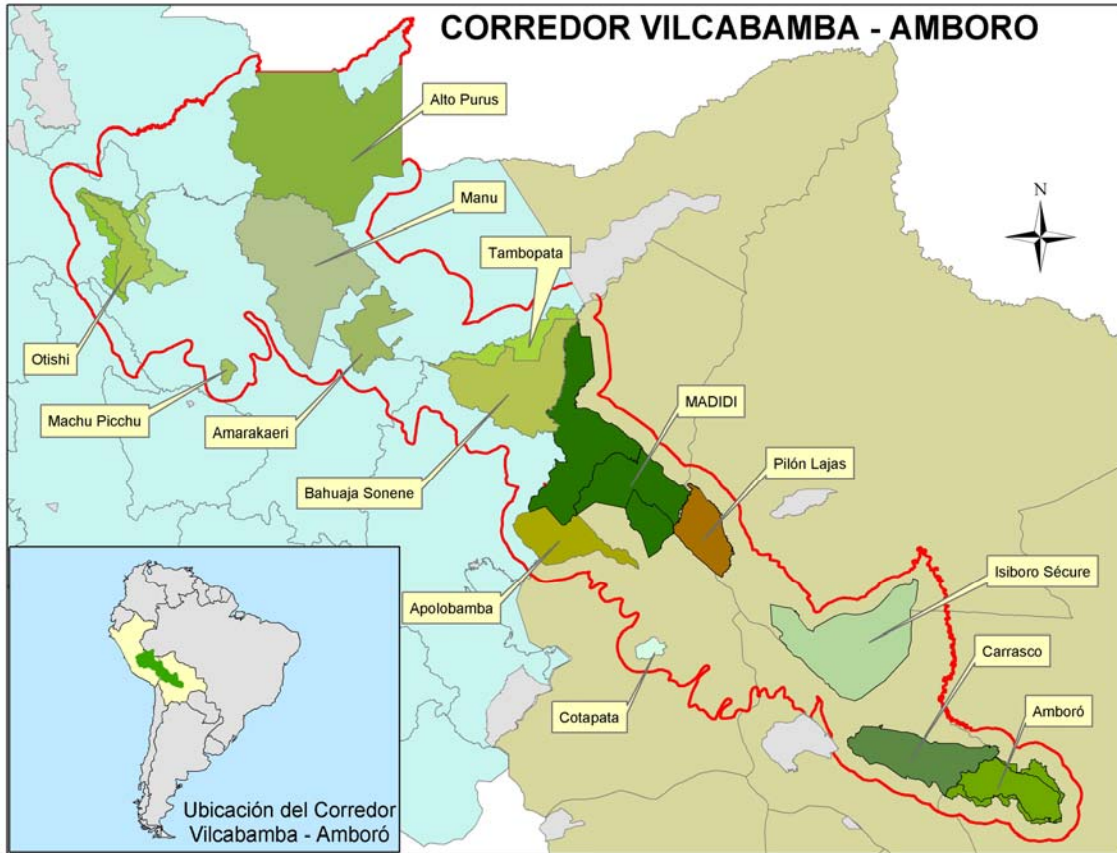 CORREDOR VILCABAMBA - AMBORO
Alto Purus
Manu
N
Tambopata
Otishi
Machu Picchu
MADIDI
Amarakaeri
Pilón Lajas
Bahuaja Sonene
Isiboro Sécure
Apolobamba
Carrasco
Cotapata
Amboró
Ubicación del Corredor
Vilcabamba - Amboró